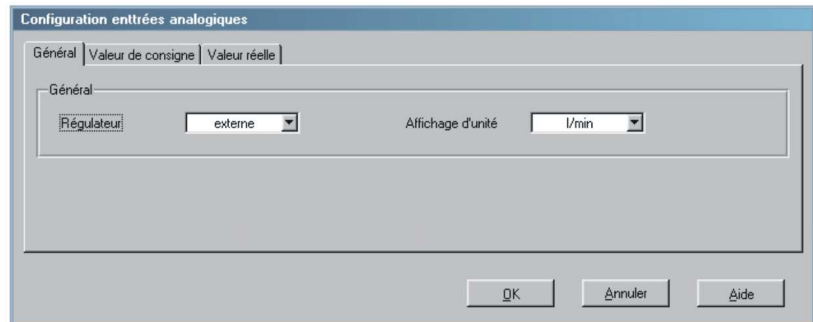 Configuration enttrées analogiques
Général Valeur de consigne Valeur réelle
Général
Régulateur externe Affichage d'unité l/min
OK Annuler Aide